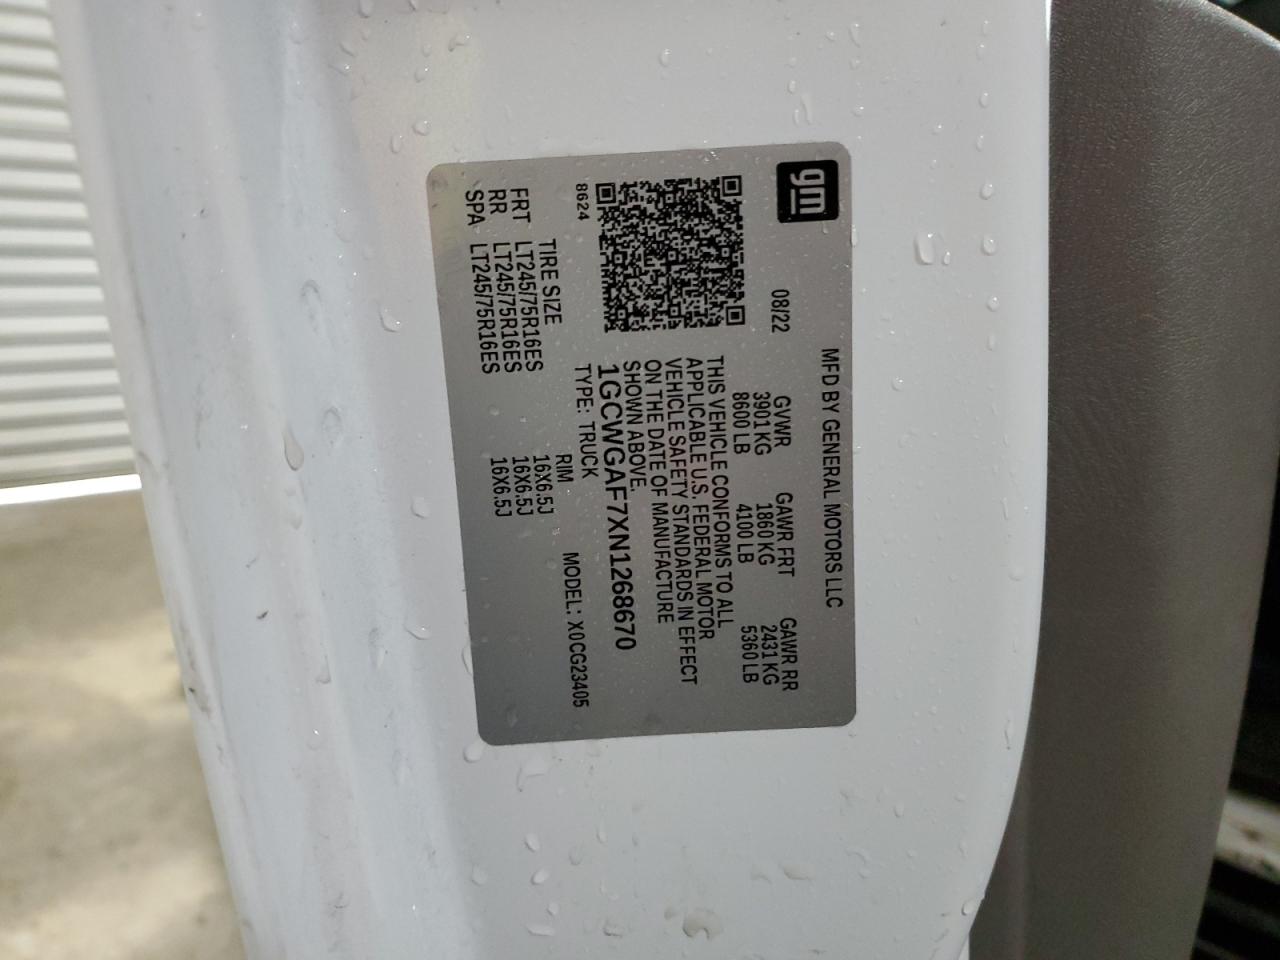 gm
MFD BY GENERAL MOTORS LLC
08/22 GVWR GAWR FRT GAWR RR
3901 KG 1860 KG 2431 KG
8600 LB 4100 LB 5360 LB
THIS VEHICLE CONFORMS TO ALL
APPLICABLE U.S. FEDERAL MOTOR
VEHICLE SAFETY STANDARDS IN EFFECT
ON THE DATE OF MANUFACTURE
SHOWN ABOVE.
1GCWGAF7XN1268670
8624 TYPE: TRUCK MODEL: X0CG23405
TIRE SIZE RIM
FRT LT245/75R16ES 16X6.5J
RR LT245/75R16ES 16X6.5J
SPA LT245/75R16ES 16X6.5J